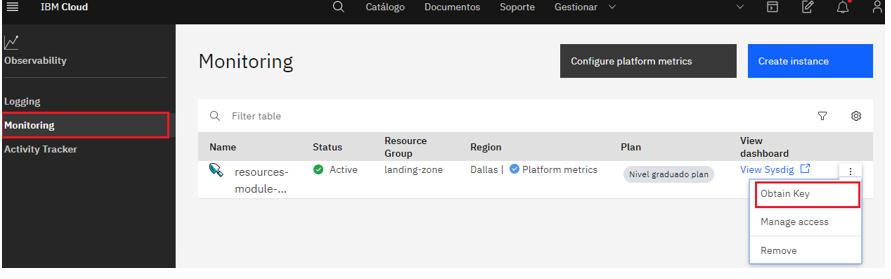 IBM Cloud
Catálogo Documentos Soporte Gestionar
Observability
Logging
Monitoring
Activity Tracker
Monitoring
Configure platform metrics
Create instance
Filter table
Name Status Resource Group Region Plan View dashboard
resources-module-... Active landing-zone Dallas | Platform metrics Nivel graduado plan View Sysdig
Obtain Key
Manage access
Remove